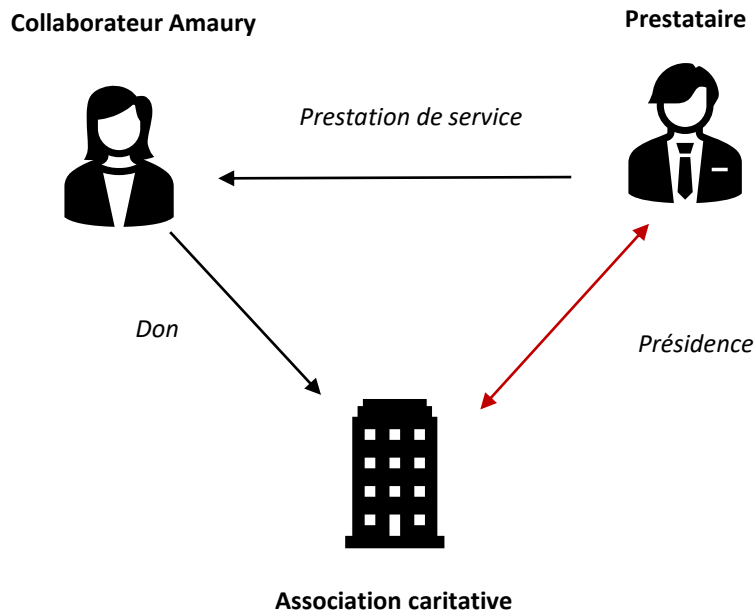 Collaborateur Amaury
Prestataire
Prestation de service
Don
Présidence
Association caritative